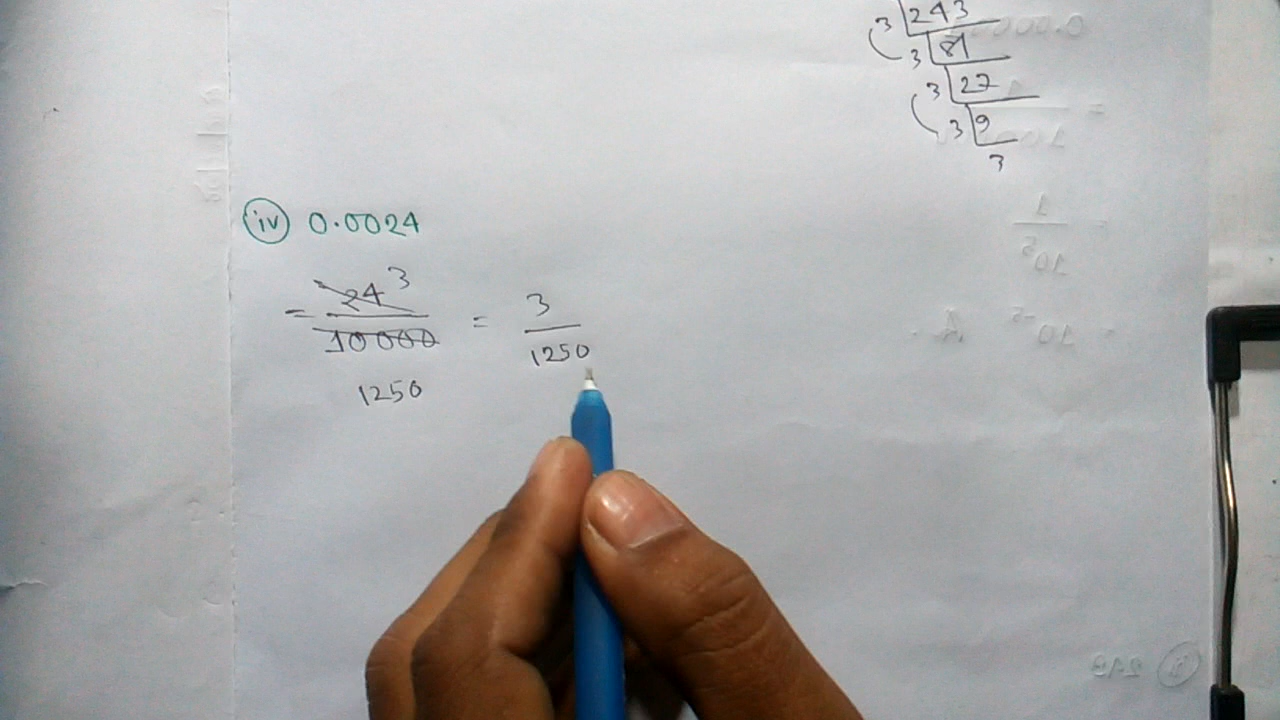 3 | 243
3 | 81
3 | 27
3 | 9
3
iv 0.0024
= 24/10000 3 1250 = 3/1250